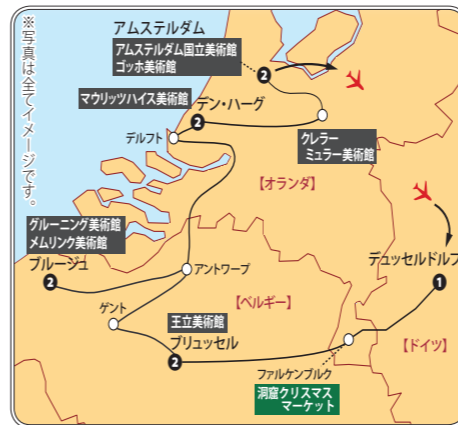 ※写真は全てイメージです。
アムステルダム
アムステルダム国立美術館
ゴッホ美術館
2
マウリッツハイス美術館
デン・ハーグ
2
デルフト
クレラー
ミュラー美術館
【オランダ】
グルーニング美術館
メムリンク美術館
ブルージュ
2
アントワープ
デュッセルドルフ
1
ゲント
【ベルギー】
王立美術館
ブリュッセル
2
【ドイツ】
ファルケンブルク
洞窟クリスマス
マーケット